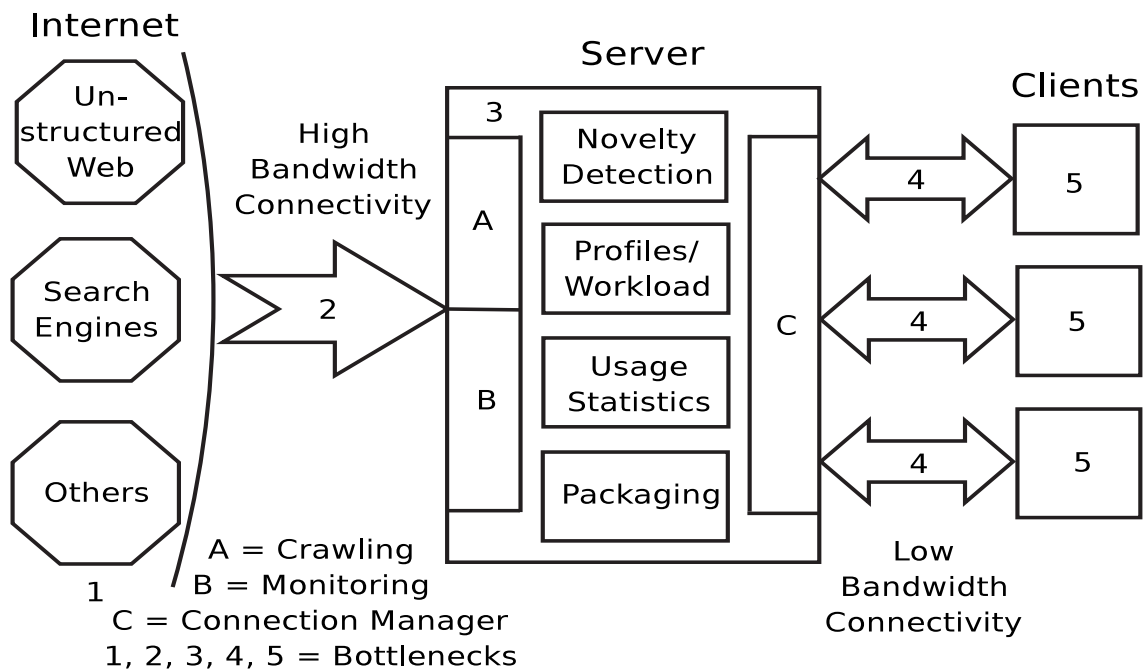 Internet
Un-
structured
Web
Search
Engines
Others
1
High
Bandwidth
Connectivity
2
Server
3
A
B
Novelty
Detection
Profiles/
Workload
Usage
Statistics
Packaging
C
4
4
4
Clients
5
5
5
Low
Bandwidth
Connectivity
A = Crawling
B = Monitoring
C = Connection Manager
1, 2, 3, 4, 5 = Bottlenecks